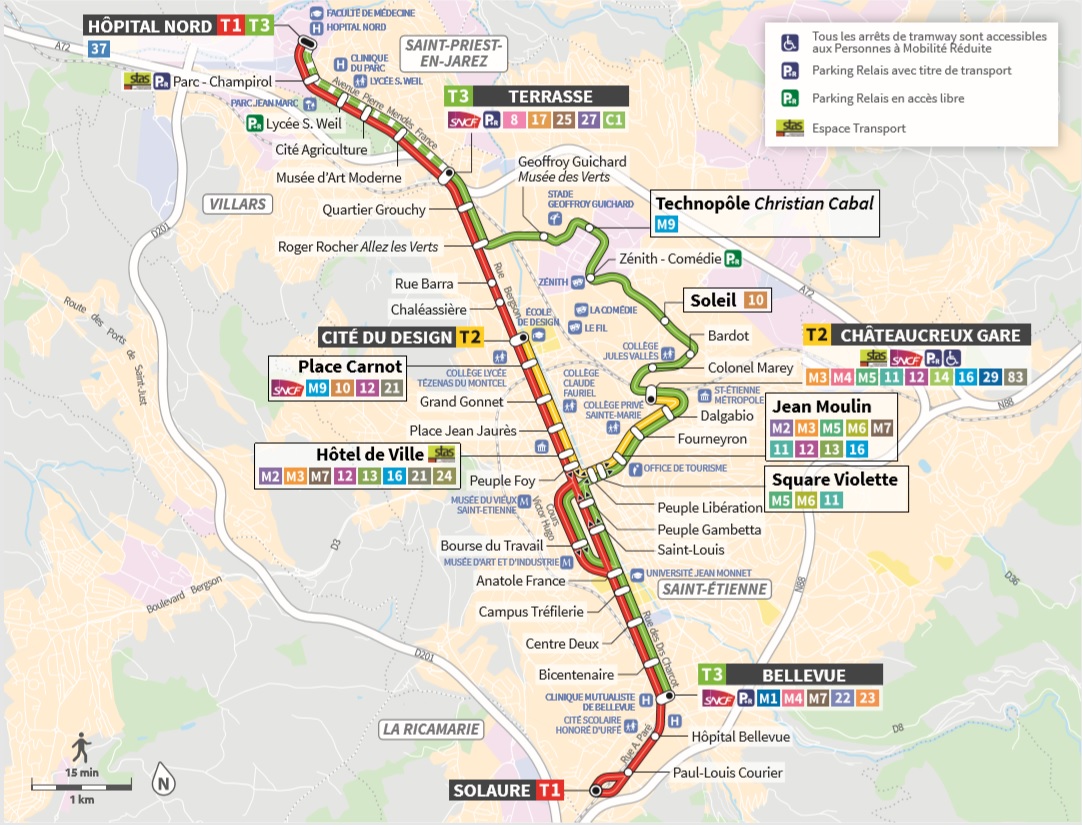 HÔPITAL NORD T1 T3
37
FACULTÉ DE MÉDECINE
HOPITAL NORD
A72
CLINIQUE
DU PARC
LYCÉE S. WEIL
SAINT-PRIEST-
EN-JAREZ
Tous les arrêts de tramway sont accessibles
aux Personnes à Mobilité Réduite
Parking Relais avec titre de transport
Parking Relais en accès libre
stas Espace Transport
stas P+R Parc - Champirol
PARC JEAN MARC
Avenue Pierre Mendès France
P+R Lycée S. Weil
Cité Agriculture
Musée d'Art Moderne
T3 TERRASSE
SNCF P+R 8 17 25 27 C1
VILLARS
Quartier Grouchy
Roger Rocher Allez les Verts
Geoffroy Guichard
Musée des Verts
STADE
GEOFFROY GUICHARD
Technopôle Christian Cabal
M9
D201
Zénith - Comédie P+R
ZÉNITH
A72
Rue Barra
Chaléassière
Rue Bergson
Route des Ports de Saint-Just
ÉCOLE
DE DESIGN
LA COMÉDIE
LE FIL
Soleil 10
Bardot
CITÉ DU DESIGN T2
COLLÈGE
JULES VALLÈS
T2 CHÂTEAUCREUX GARE
stas SNCF P+R
M3 M4 M5 11 12 14 16 29 83
Place Carnot
SNCF M9 10 12 21
COLLÈGE LYCÉE
TÉZENAS DU MONTCEL
COLLÈGE
CLAUDE
FAURIEL
Colonel Marey
ST-ÉTIENNE
MÉTROPOLE
N88
Grand Gonnet
COLLÈGE PRIVÉ
SAINTE-MARIE
Dalgabio
Jean Moulin
M2 M3 M5 M6 M7
11 12 13 16
Place Jean Jaurès
Fourneyron
Hôtel de Ville stas
M2 M3 M7 12 13 16 21 24
OFFICE DE TOURISME
Square Violette
M5 M6 11
Peuple Foy
MUSÉE DU VIEUX
SAINT-ETIENNE
Cours Victor Hugo
Peuple Libération
Peuple Gambetta
Saint-Louis
D3
Bourse du Travail
MUSÉE D'ART ET D'INDUSTRIE
UNIVERSITÉ JEAN MONNET
Anatole France
SAINT-ÉTIENNE
N88
D36
Boulevard Bergson
Campus Tréfilerie
Rue des Drs Charcot
Centre Deux
D201
Bicentenaire
T3 BELLEVUE
SNCF P+R M1 M4 M7 22 23
CLINIQUE MUTUALISTE
DE BELLEVUE
CITÉ SCOLAIRE
HONORÉ D'URFÉ
LA RICAMARIE
D8
Rue A. Paré
Hôpital Bellevue
Paul-Louis Courier
SOLAURE T1
15 min
1 km
N